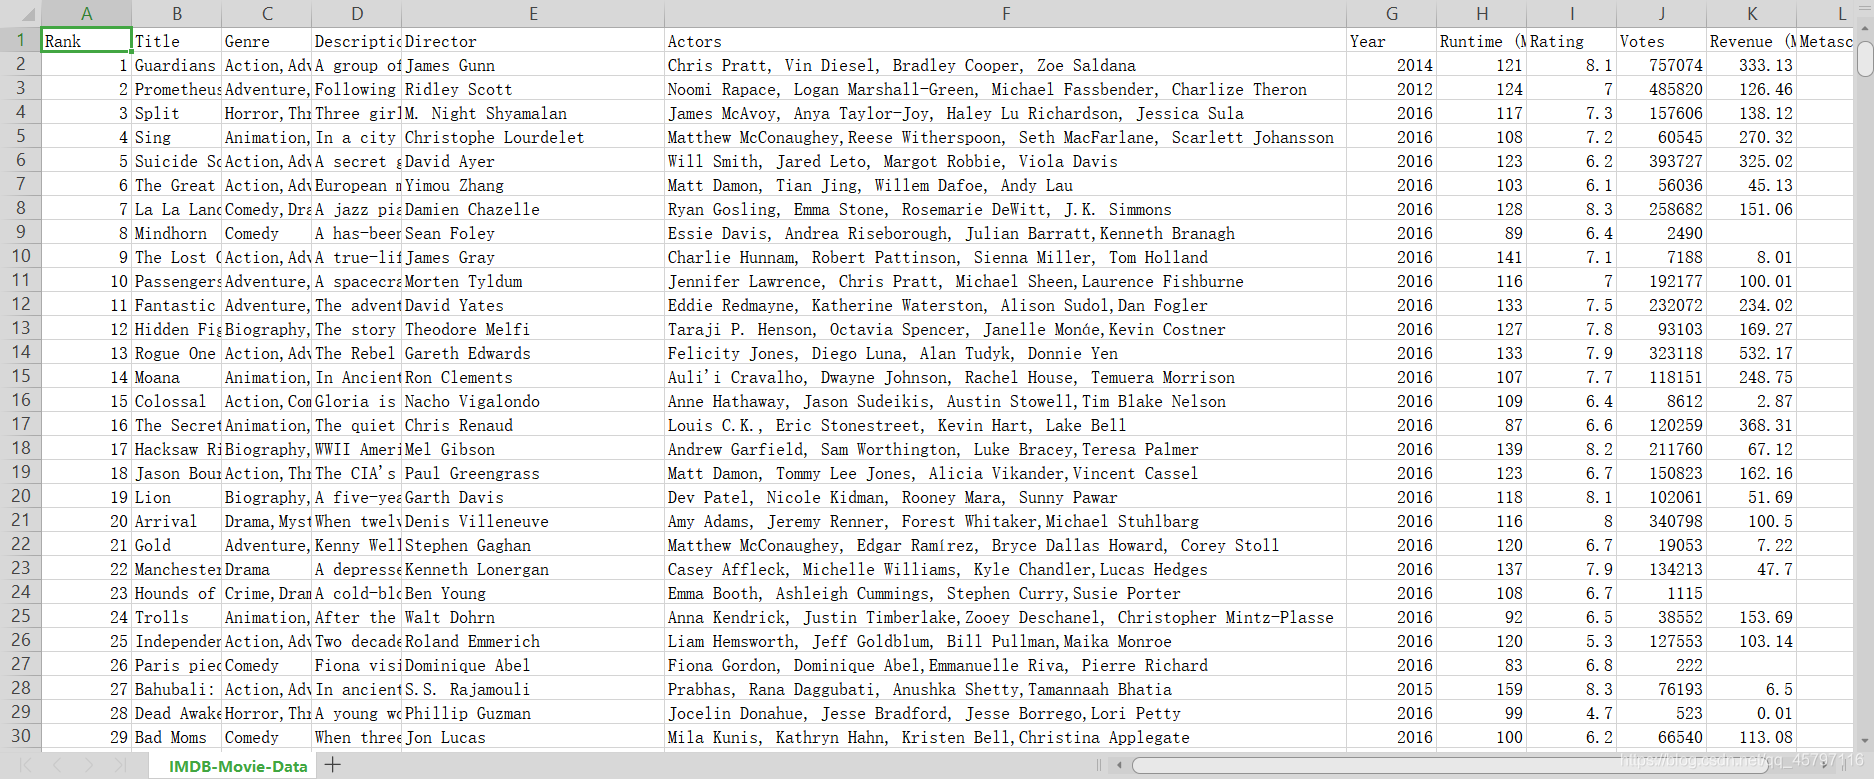 A B C D E F G H I J K L
1 Rank Title Genre Descriptic Director Actors Year Runtime (M Rating Votes Revenue (M Metasc
2 1 Guardians Action,Adv A group of James Gunn Chris Pratt, Vin Diesel, Bradley Cooper, Zoe Saldana 2014 121 8.1 757074 333.13
3 2 Prometheus Adventure, Following Ridley Scott Noomi Rapace, Logan Marshall-Green, Michael Fassbender, Charlize Theron 2012 124 7 485820 126.46
4 3 Split Horror,Thr Three girl M. Night Shyamalan James McAvoy, Anya Taylor-Joy, Haley Lu Richardson, Jessica Sula 2016 117 7.3 157606 138.12
5 4 Sing Animation, In a city Christophe Lourdelet Matthew McConaughey,Reese Witherspoon, Seth MacFarlane, Scarlett Johansson 2016 108 7.2 60545 270.32
6 5 Suicide Sc Action,Adv A secret g David Ayer Will Smith, Jared Leto, Margot Robbie, Viola Davis 2016 123 6.2 393727 325.02
7 6 The Great Action,Adv European m Yimou Zhang Matt Damon, Tian Jing, Willem Dafoe, Andy Lau 2016 103 6.1 56036 45.13
8 7 La La Land Comedy,Dra A jazz pia Damien Chazelle Ryan Gosling, Emma Stone, Rosemarie DeWitt, J.K. Simmons 2016 128 8.3 258682 151.06
9 8 Mindhorn Comedy A has-been Sean Foley Essie Davis, Andrea Riseborough, Julian Barratt,Kenneth Branagh 2016 89 6.4 2490
10 9 The Lost C Action,Adv A true-lif James Gray Charlie Hunnam, Robert Pattinson, Sienna Miller, Tom Holland 2016 141 7.1 7188 8.01
11 10 Passengers Adventure, A spacecra Morten Tyldum Jennifer Lawrence, Chris Pratt, Michael Sheen,Laurence Fishburne 2016 116 7 192177 100.01
12 11 Fantastic Adventure, The advent David Yates Eddie Redmayne, Katherine Waterston, Alison Sudol,Dan Fogler 2016 133 7.5 232072 234.02
13 12 Hidden Fig Biography, The story Theodore Melfi Taraji P. Henson, Octavia Spencer, Janelle Monáe,Kevin Costner 2016 127 7.8 93103 169.27
14 13 Rogue One Action,Adv The Rebel Gareth Edwards Felicity Jones, Diego Luna, Alan Tudyk, Donnie Yen 2016 133 7.9 323118 532.17
15 14 Moana Animation, In Ancient Ron Clements Auli'i Cravalho, Dwayne Johnson, Rachel House, Temuera Morrison 2016 107 7.7 118151 248.75
16 15 Colossal Action,Com Gloria is Nacho Vigalondo Anne Hathaway, Jason Sudeikis, Austin Stowell,Tim Blake Nelson 2016 109 6.4 8612 2.87
17 16 The Secret Animation, The quiet Chris Renaud Louis C.K., Eric Stonestreet, Kevin Hart, Lake Bell 2016 87 6.6 120259 368.31
18 17 Hacksaw Ri Biography, WWII Ameri Mel Gibson Andrew Garfield, Sam Worthington, Luke Bracey,Teresa Palmer 2016 139 8.2 211760 67.12
19 18 Jason Bour Action,Thr The CIA's Paul Greengrass Matt Damon, Tommy Lee Jones, Alicia Vikander,Vincent Cassel 2016 123 6.7 150823 162.16
20 19 Lion Biography, A five-yea Garth Davis Dev Patel, Nicole Kidman, Rooney Mara, Sunny Pawar 2016 118 8.1 102061 51.69
21 20 Arrival Drama,Myst When twelv Denis Villeneuve Amy Adams, Jeremy Renner, Forest Whitaker,Michael Stuhlbarg 2016 116 8 340798 100.5
22 21 Gold Adventure, Kenny Well Stephen Gaghan Matthew McConaughey, Edgar Ramírez, Bryce Dallas Howard, Corey Stoll 2016 120 6.7 19053 7.22
23 22 Manchester Drama A depresse Kenneth Lonergan Casey Affleck, Michelle Williams, Kyle Chandler,Lucas Hedges 2016 137 7.9 134213 47.7
24 23 Hounds of Crime,Dram A cold-blo Ben Young Emma Booth, Ashleigh Cummings, Stephen Curry,Susie Porter 2016 108 6.7 1115
25 24 Trolls Animation, After the Walt Dohrn Anna Kendrick, Justin Timberlake,Zooey Deschanel, Christopher Mintz-Plasse 2016 92 6.5 38552 153.69
26 25 Independen Action,Adv Two decade Roland Emmerich Liam Hemsworth, Jeff Goldblum, Bill Pullman,Maika Monroe 2016 120 5.3 127553 103.14
27 26 Paris pied Comedy Fiona visi Dominique Abel Fiona Gordon, Dominique Abel,Emmanuelle Riva, Pierre Richard 2016 83 6.8 222
28 27 Bahubali: Action,Adv In ancient S.S. Rajamouli Prabhas, Rana Daggubati, Anushka Shetty,Tamannaah Bhatia 2015 159 8.3 76193 6.5
29 28 Dead Awake Horror,Thr A young wo Phillip Guzman Jocelin Donahue, Jesse Bradford, Jesse Borrego,Lori Petty 2016 99 4.7 523 0.01
30 29 Bad Moms Comedy When three Jon Lucas Mila Kunis, Kathryn Hahn, Kristen Bell,Christina Applegate 2016 100 6.2 66540 113.08
IMDB-Movie-Data
https://blog.csdn.net/qq_45797116